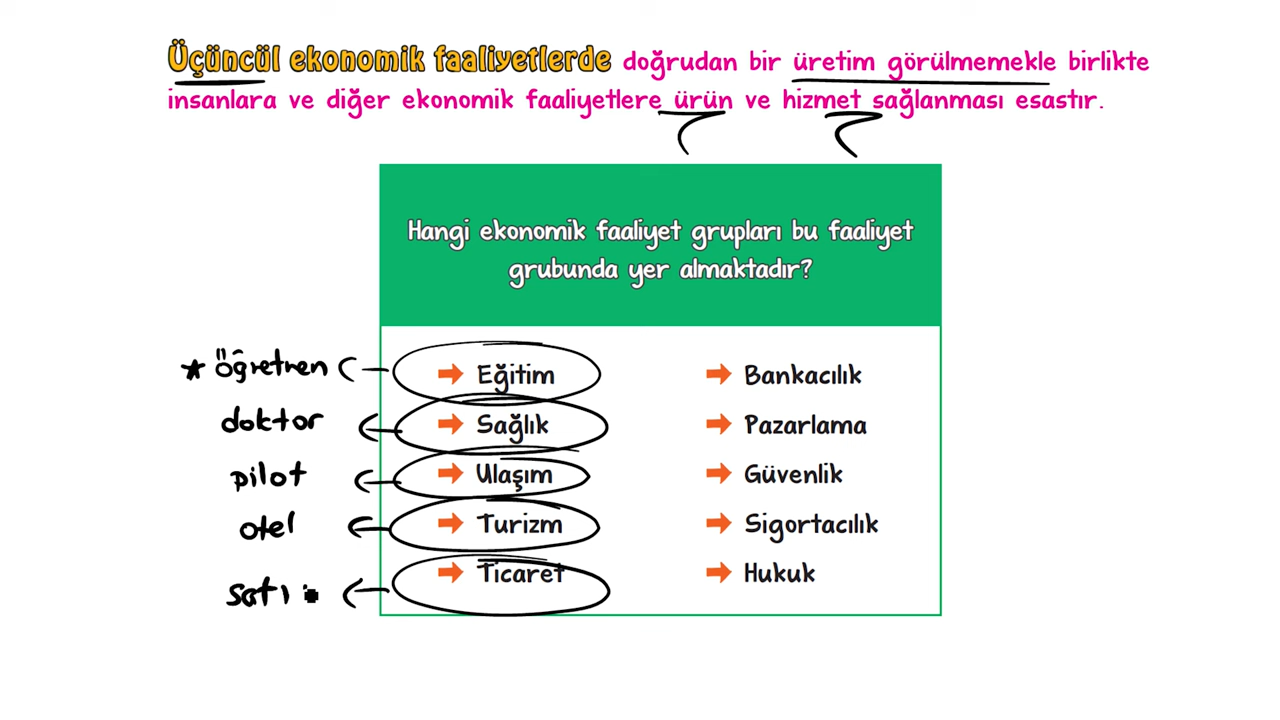 Üçüncül ekonomik faaliyetlerde doğrudan bir üretim görülmemekle birlikte
insanlara ve diğer ekonomik faaliyetlere ürün ve hizmet sağlanması esastır.
Hangi ekonomik faaliyet grupları bu faaliyet
grubunda yer almaktadır?
* öğretmen Eğitim Bankacılık
doktor Sağlık Pazarlama
pilot Ulaşım Güvenlik
otel Turizm Sigortacılık
satı Ticaret Hukuk